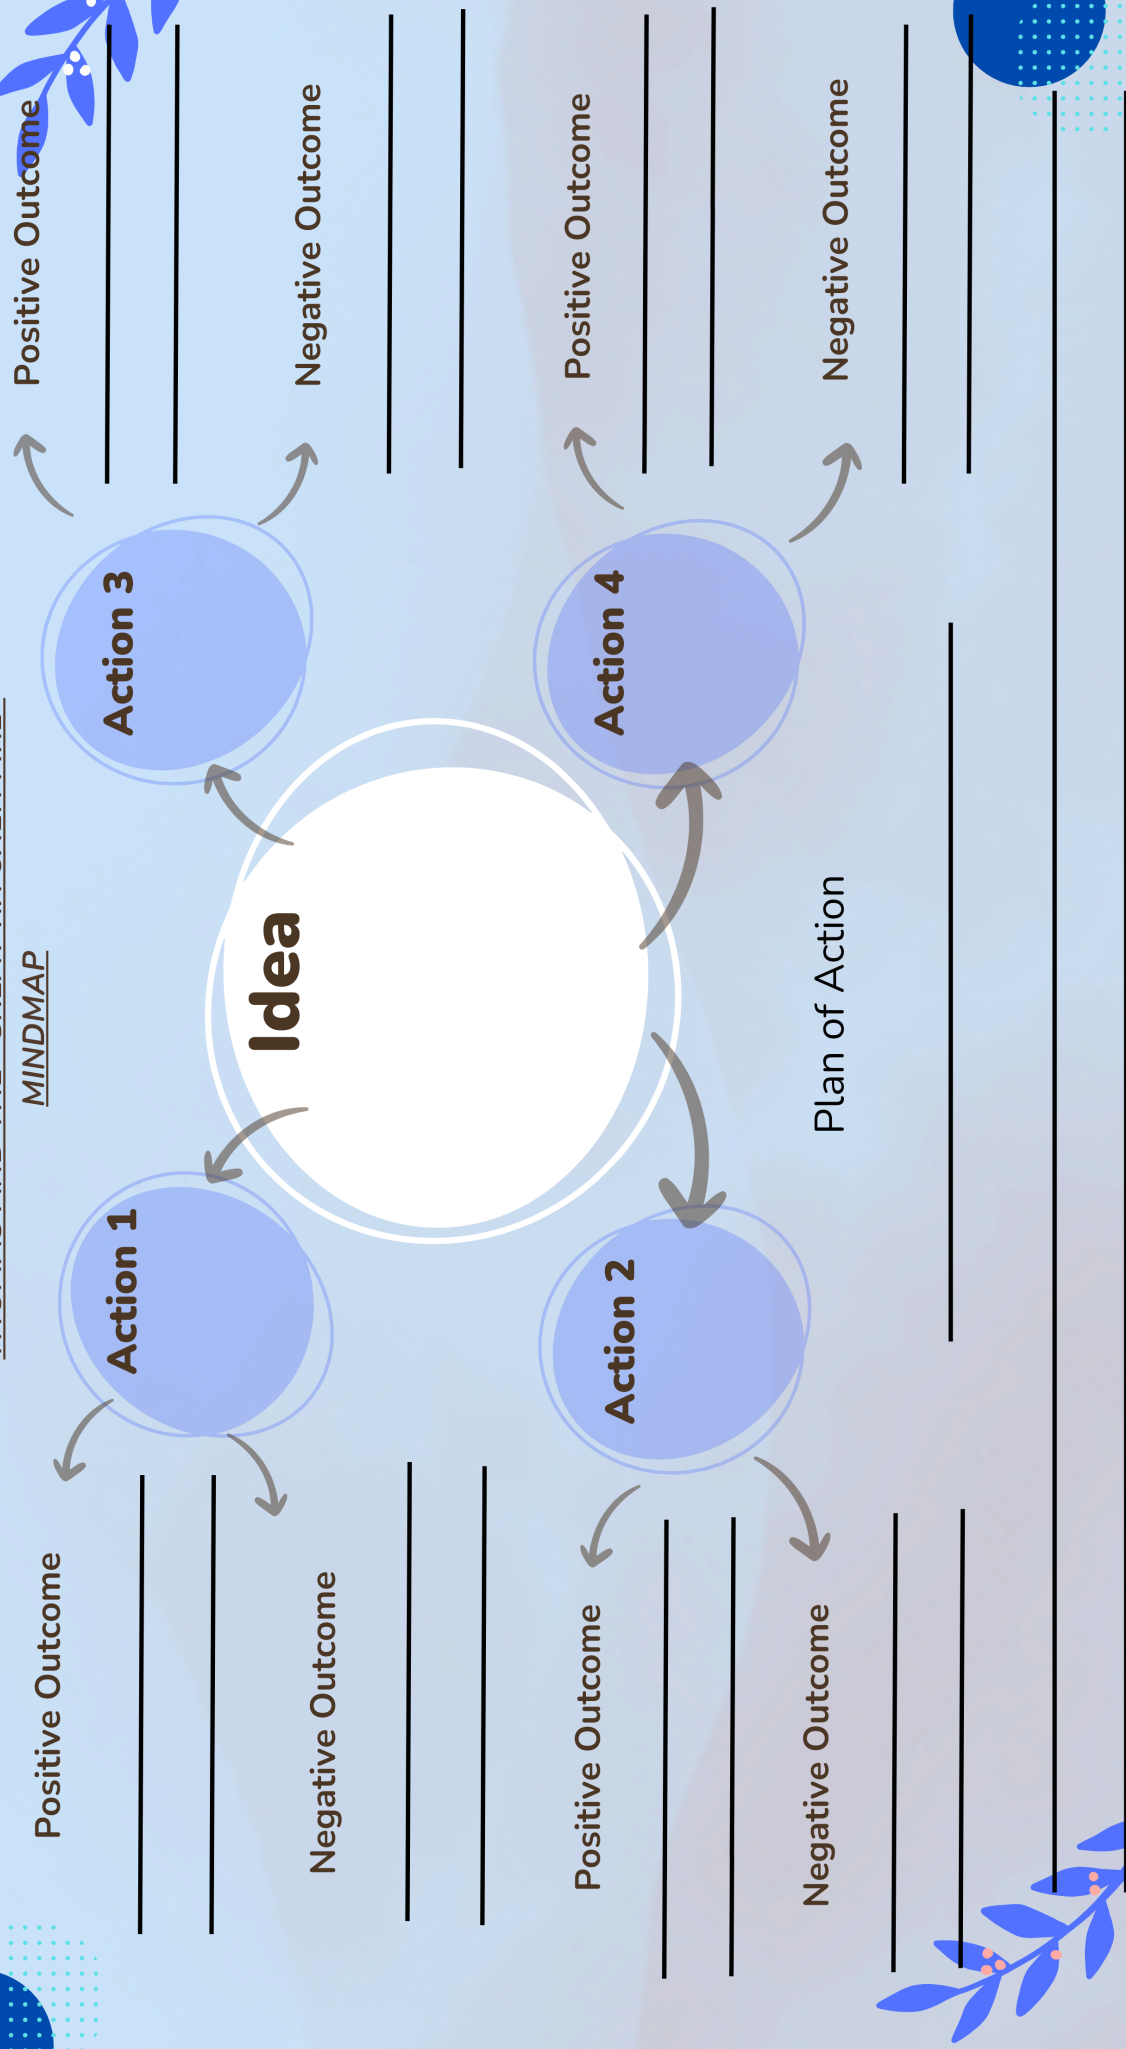 MINDMAP
Idea
Action 1
Positive Outcome
Negative Outcome
Action 2
Positive Outcome
Negative Outcome
Action 3
Positive Outcome
Negative Outcome
Action 4
Positive Outcome
Negative Outcome
Plan of Action